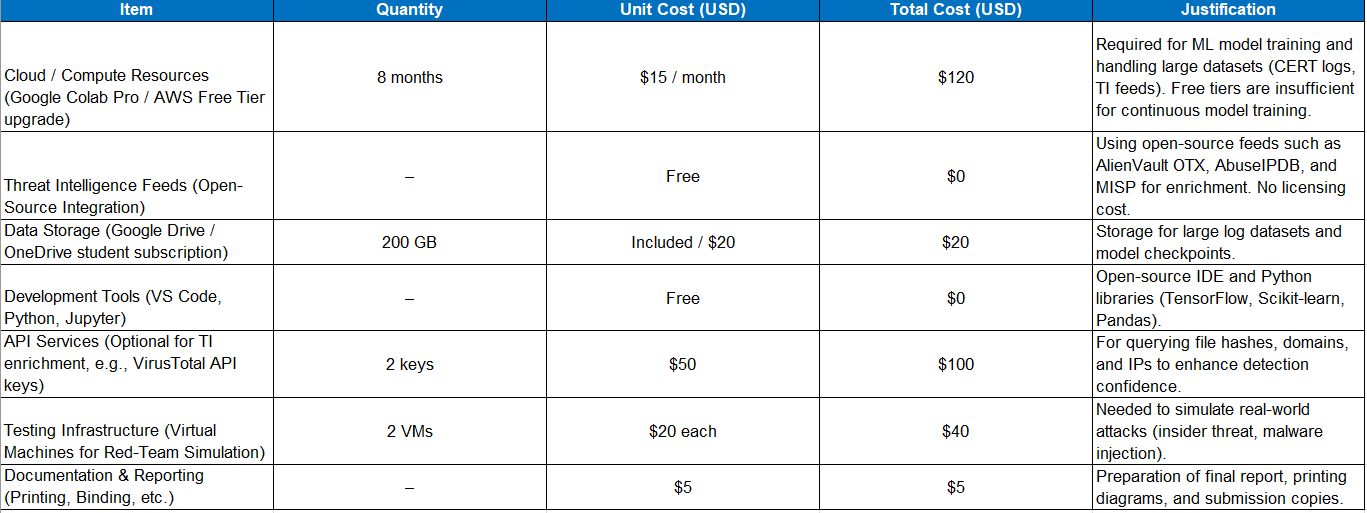 Item Quantity Unit Cost (USD) Total Cost (USD) Justification
Cloud / Compute Resources
(Google Colab Pro / AWS Free Tier
upgrade)
8 months
$15 / month
$120
Required for ML model training and
handling large datasets (CERT logs,
TI feeds). Free tiers are insufficient
for continuous model training.
Threat Intelligence Feeds (Open-
Source Integration)
–
Free
$0
Using open-source feeds such as
AlienVault OTX, AbuseIPDB, and
MISP for enrichment. No licensing
cost.
Data Storage (Google Drive /
OneDrive student subscription)
200 GB
Included / $20
$20
Storage for large log datasets and
model checkpoints.
Development Tools (VS Code,
Python, Jupyter)
–
Free
$0
Open-source IDE and Python
libraries (TensorFlow, Scikit-learn,
Pandas).
API Services (Optional for TI
enrichment, e.g., VirusTotal API
keys)
2 keys
$50
$100
For querying file hashes, domains,
and IPs to enhance detection
confidence.
Testing Infrastructure (Virtual
Machines for Red-Team Simulation)
2 VMs
$20 each
$40
Needed to simulate real-world
attacks (insider threat, malware
injection).
Documentation & Reporting
(Printing, Binding, etc.)
–
$5
$5
Preparation of final report, printing
diagrams, and submission copies.